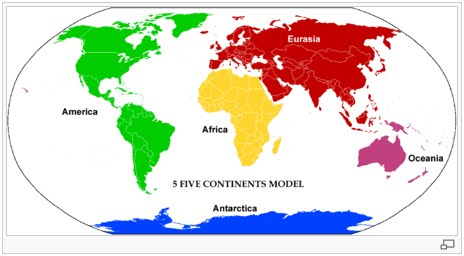 Eurasia
America
Africa
Oceania
5 FIVE CONTINENTS MODEL
Antarctica